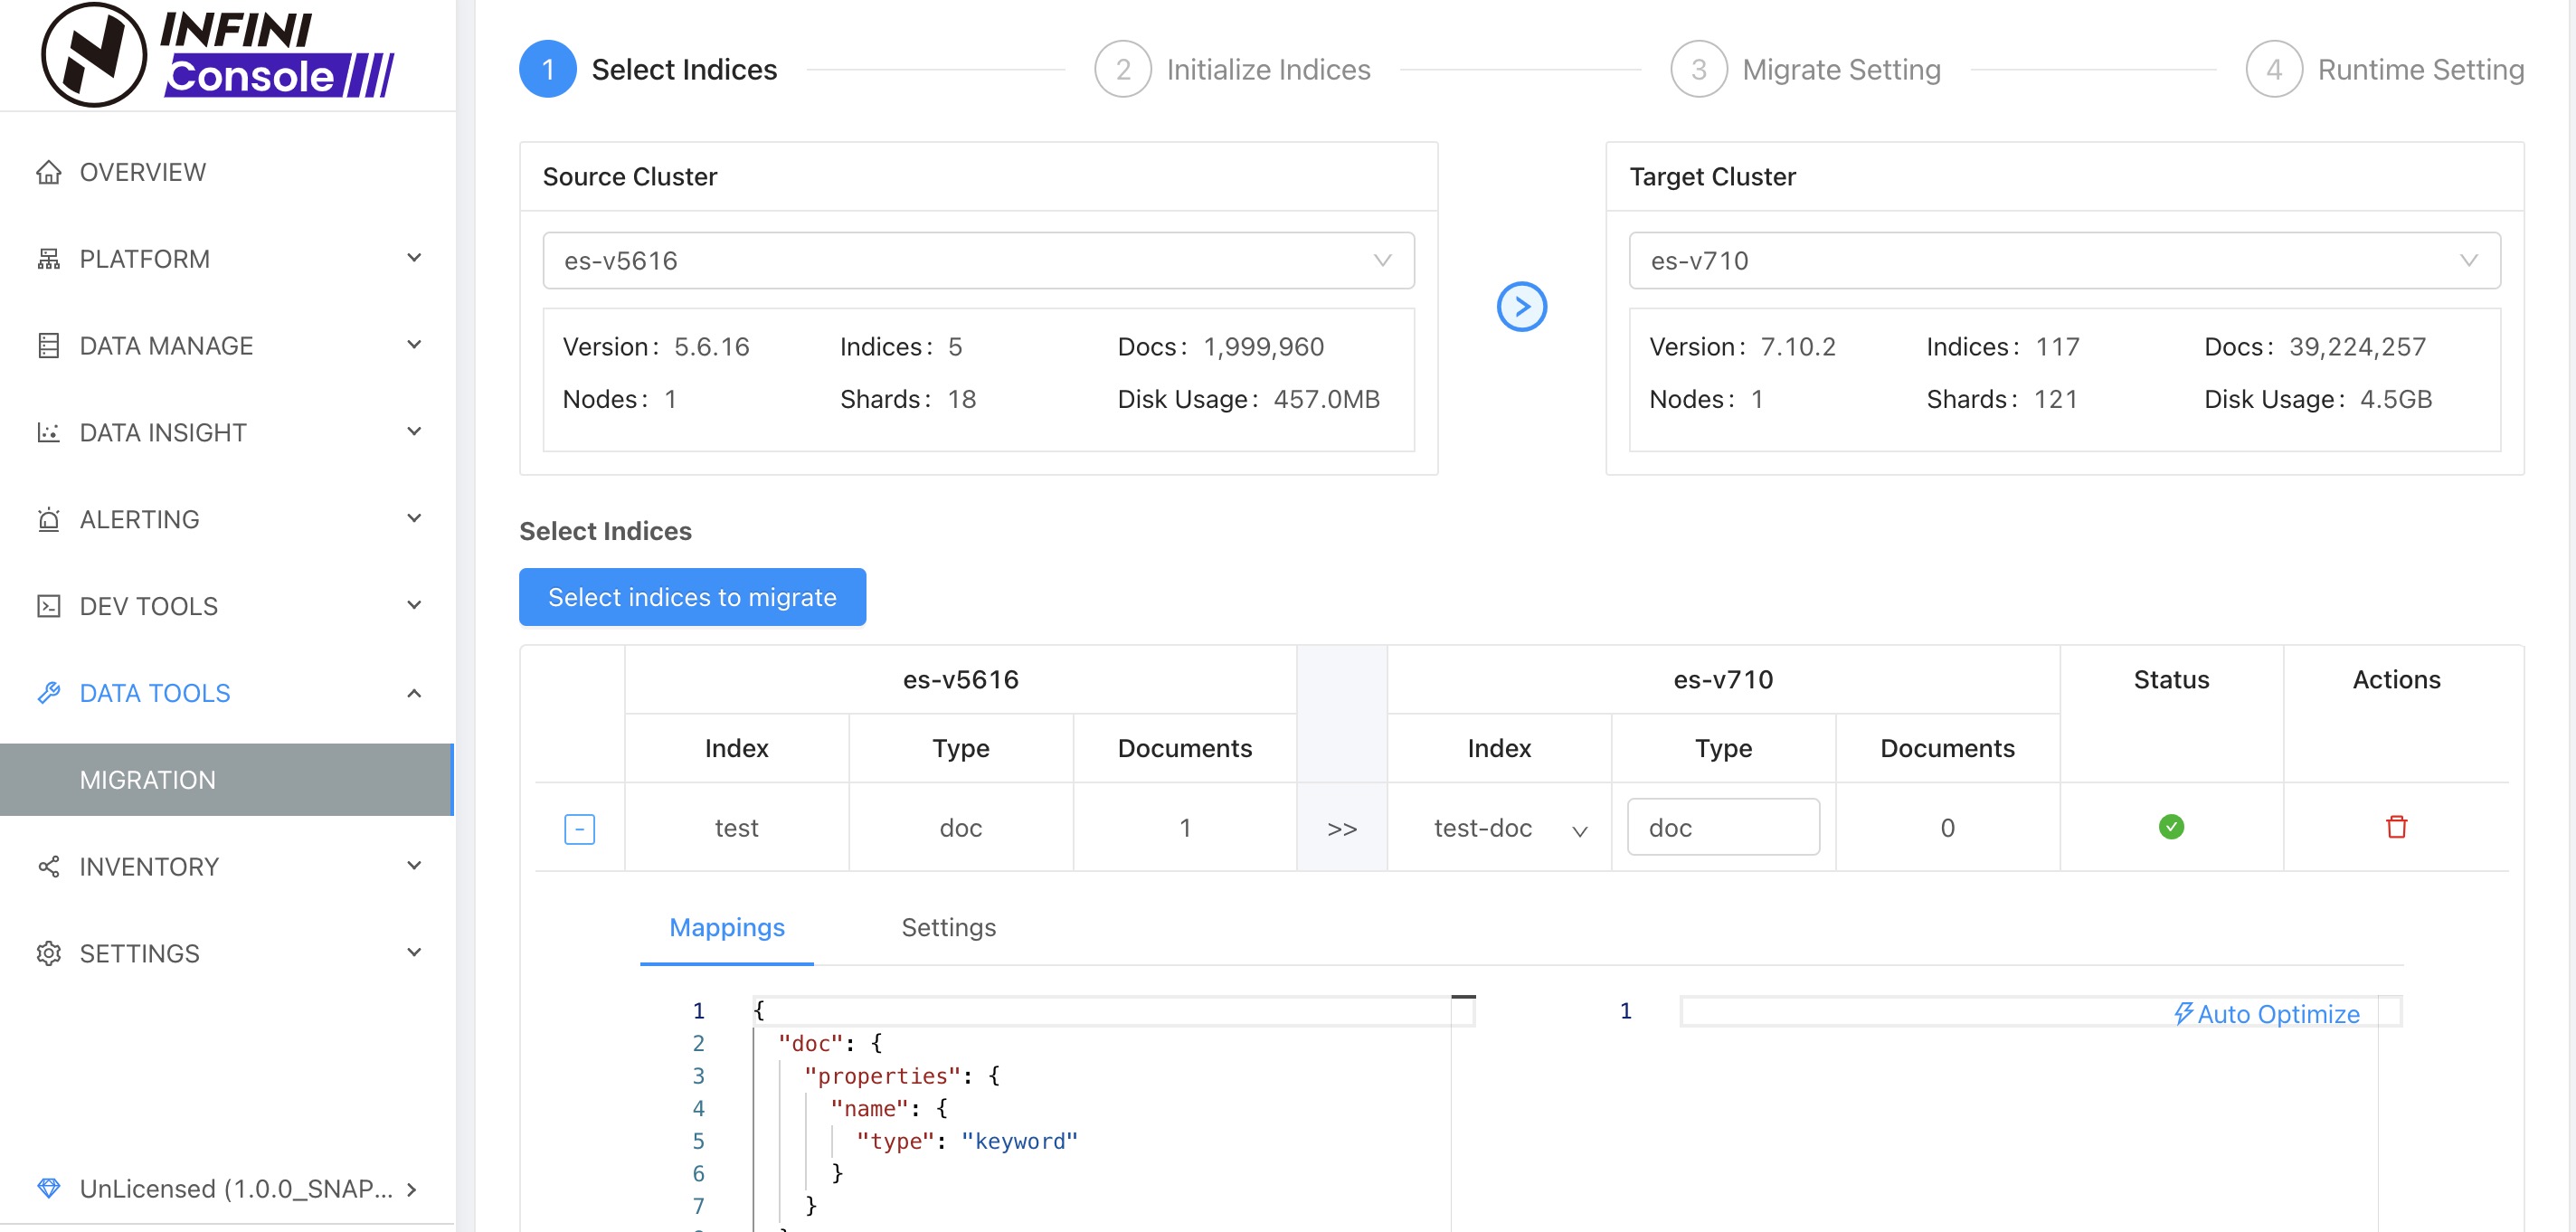 INFINI
Console
OVERVIEW
PLATFORM
DATA MANAGE
DATA INSIGHT
ALERTING
DEV TOOLS
DATA TOOLS
MIGRATION
INVENTORY
SETTINGS
UnLicensed (1.0.0_SNAP...
1 Select Indices
2 Initialize Indices
3 Migrate Setting
4 Runtime Setting
Source Cluster
es-v5616
Version: 5.6.16 Indices: 5 Docs: 1,999,960
Nodes: 1 Shards: 18 Disk Usage: 457.0MB
Target Cluster
es-v710
Version: 7.10.2 Indices: 117 Docs: 39,224,257
Nodes: 1 Shards: 121 Disk Usage: 4.5GB
Select Indices
Select indices to migrate
es-v5616 es-v710 Status Actions
Index Type Documents Index Type Documents
- test doc 1 >> test-doc doc 0
Mappings Settings
1 {
2 "doc": {
3 "properties": {
4 "name": {
5 "type": "keyword"
6 }
7 }
1
Auto Optimize